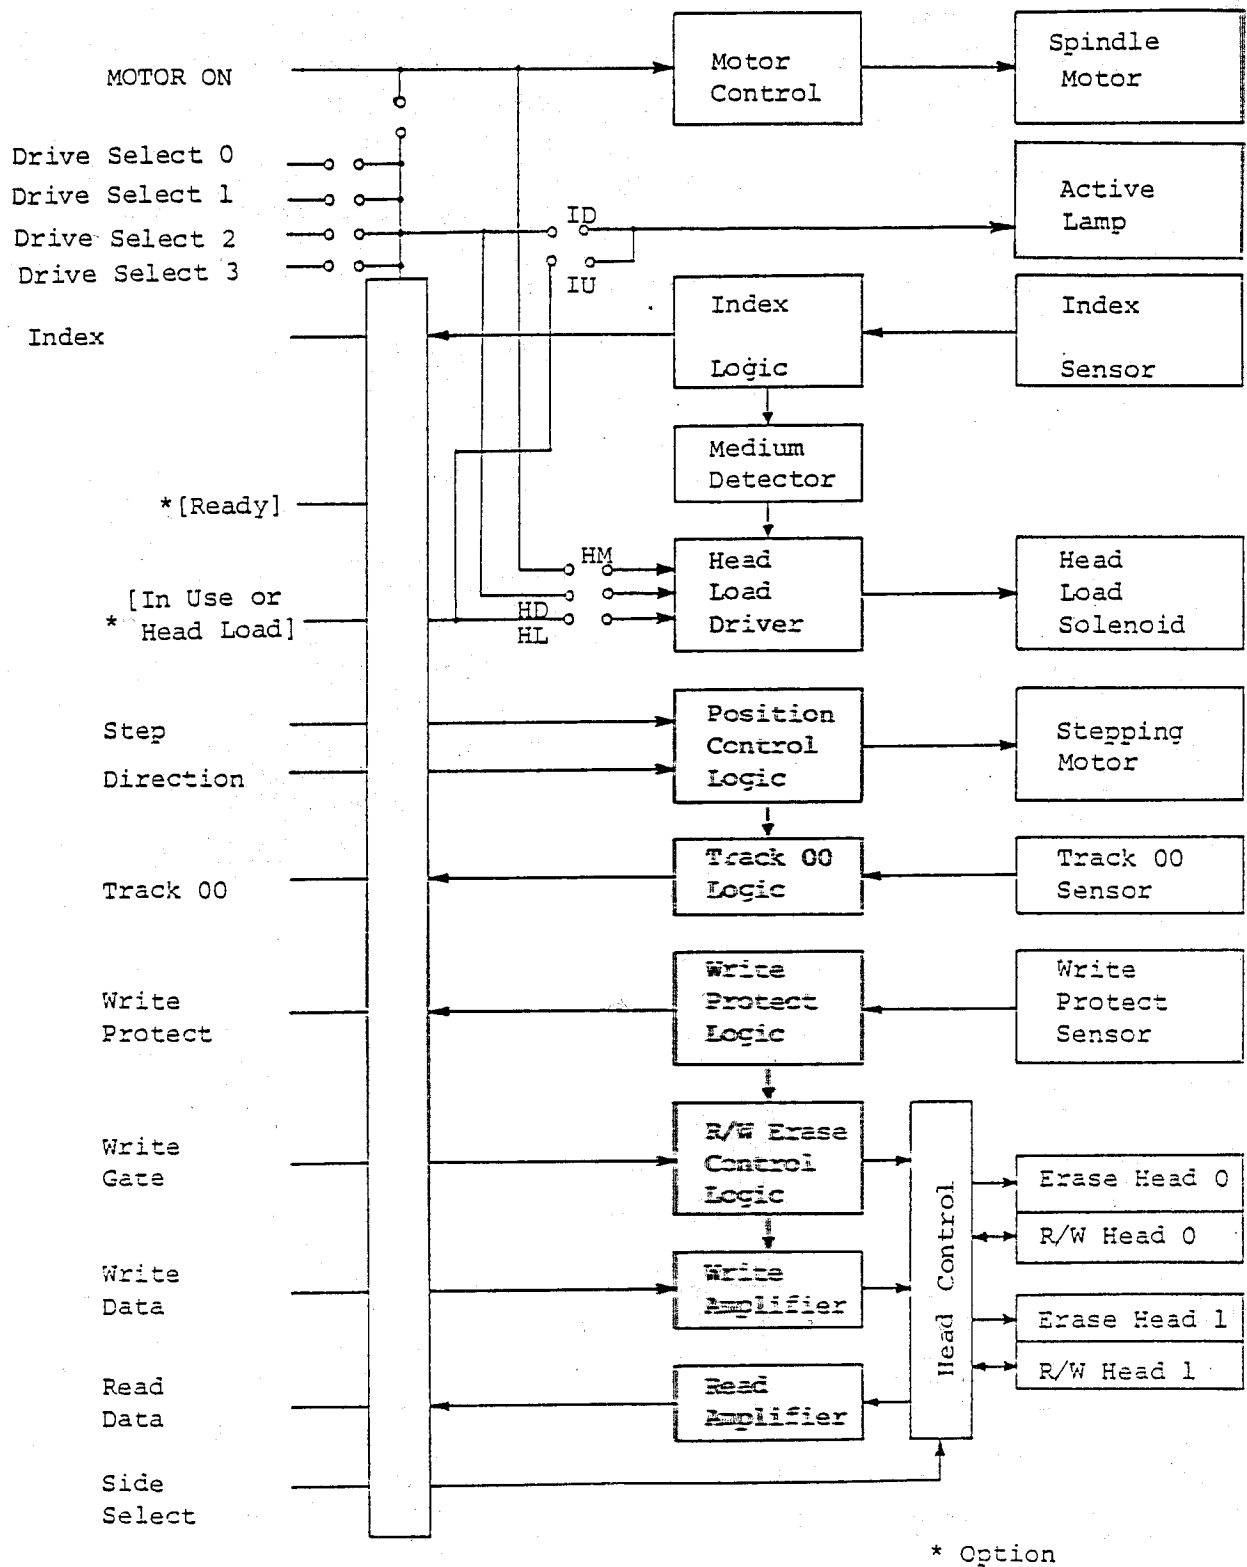 MOTOR ON
Motor
Control
Spindle
Motor
Drive Select 0
Drive Select 1
Drive Select 2
Drive Select 3
ID
IU
Active
Lamp
Index
Index
Logic
Index
Sensor
Medium
Detector
*[Ready]
HM
HD
HL
Head
Load
Driver
Head
Load
Solenoid
[In Use or
* Head Load]
Step
Direction
Position
Control
Logic
Stepping
Motor
Track 00
Track 00
Logic
Track 00
Sensor
Write
Protect
Write
Protect
Logic
Write
Protect
Sensor
Write
Gate
R/W Erase
Control
Logic
Head Control
Erase Head 0
R/W Head 0
Write
Data
Write
Amplifier
Erase Head 1
R/W Head 1
Read
Data
Read
Amplifier
Side
Select
* Option